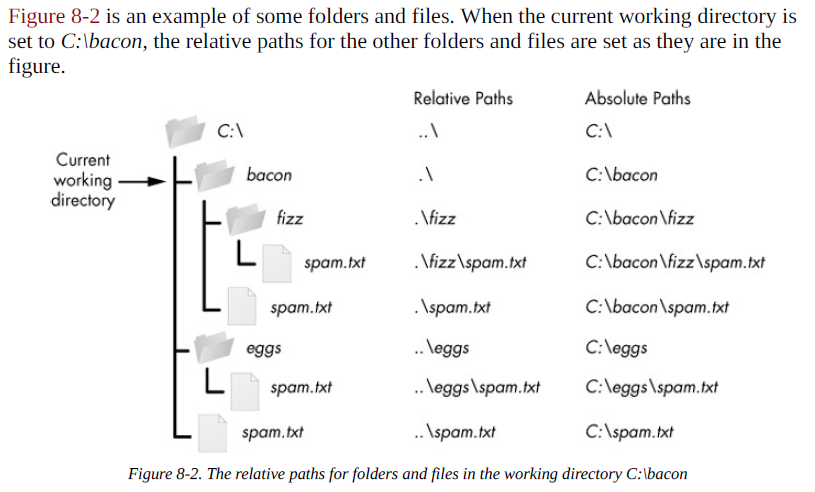 Figure 8-2 is an example of some folders and files. When the current working directory is
set to C:\bacon, the relative paths for the other folders and files are set as they are in the
figure.
Relative Paths Absolute Paths
C:\ ..\ C:\
Current
working
directory
bacon .\ C:\bacon
fizz .\fizz C:\bacon\fizz
spam.txt .\fizz\spam.txt C:\bacon\fizz\spam.txt
spam.txt .\spam.txt C:\bacon\spam.txt
eggs ..\eggs C:\eggs
spam.txt ..\eggs\spam.txt C:\eggs\spam.txt
spam.txt ..\spam.txt C:\spam.txt
Figure 8-2. The relative paths for folders and files in the working directory C:\bacon